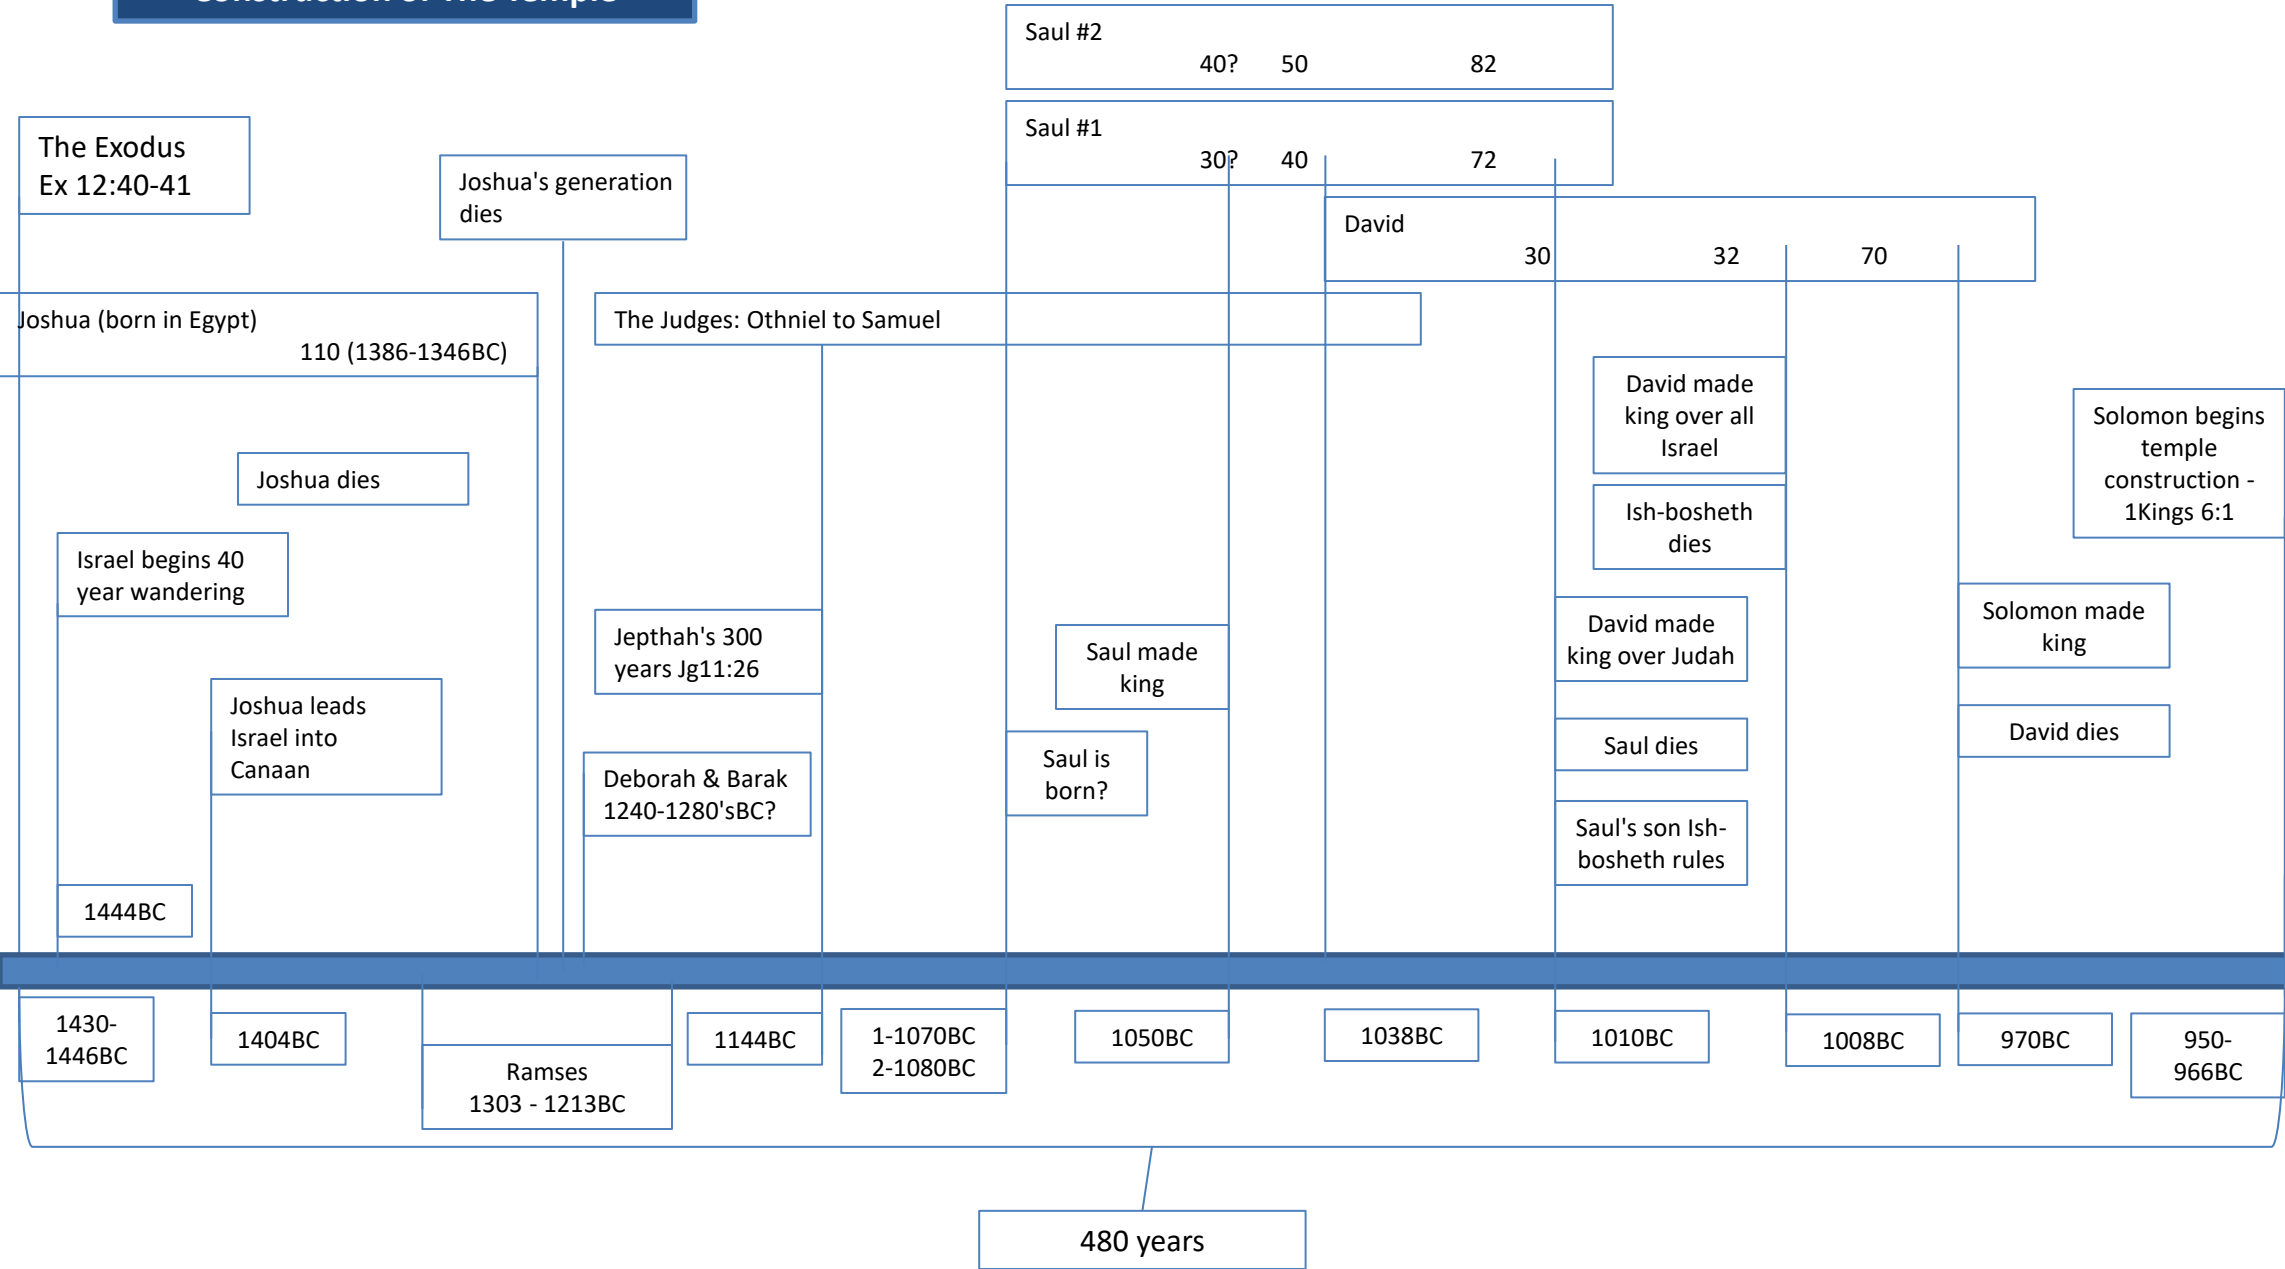 Construction of The Temple
Saul #2
40? 50 82
Saul #1
30? 40 72
The Exodus
Ex 12:40-41
Joshua's generation
dies
David
30 32 70
Joshua (born in Egypt)
110 (1386-1346BC)
The Judges: Othniel to Samuel
David made
king over all
Israel
Solomon begins
temple
construction -
1Kings 6:1
Joshua dies
Ish-bosheth
dies
Israel begins 40
year wandering
Jepthah's 300
years Jg11:26
Saul made
king
David made
king over Judah
Solomon made
king
Joshua leads
Israel into
Canaan
Deborah & Barak
1240-1280'sBC?
Saul is
born?
Saul dies
David dies
Saul's son Ish-
bosheth rules
1444BC
1430-
1446BC
1404BC
Ramses
1303 - 1213BC
1144BC
1-1070BC
2-1080BC
1050BC
1038BC
1010BC
1008BC
970BC
950-
966BC
480 years